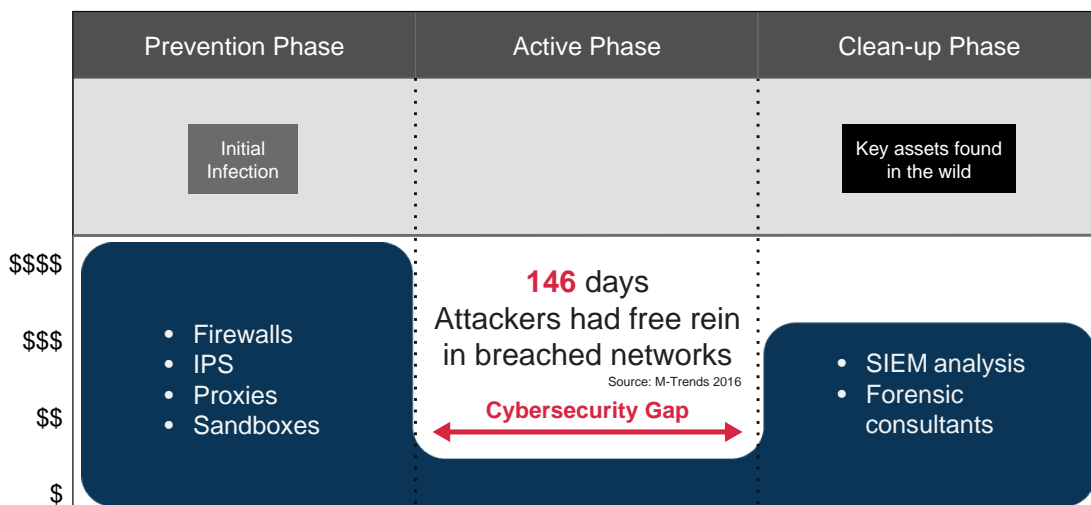 Prevention Phase
Active Phase
Clean-up Phase
Initial
Infection
Key assets found
in the wild
$$$$
$$$
$$
$
• Firewalls
• IPS
• Proxies
• Sandboxes
146 days
Attackers had free rein
in breached networks
Source: M-Trends 2016
Cybersecurity Gap
• SIEM analysis
• Forensic
consultants